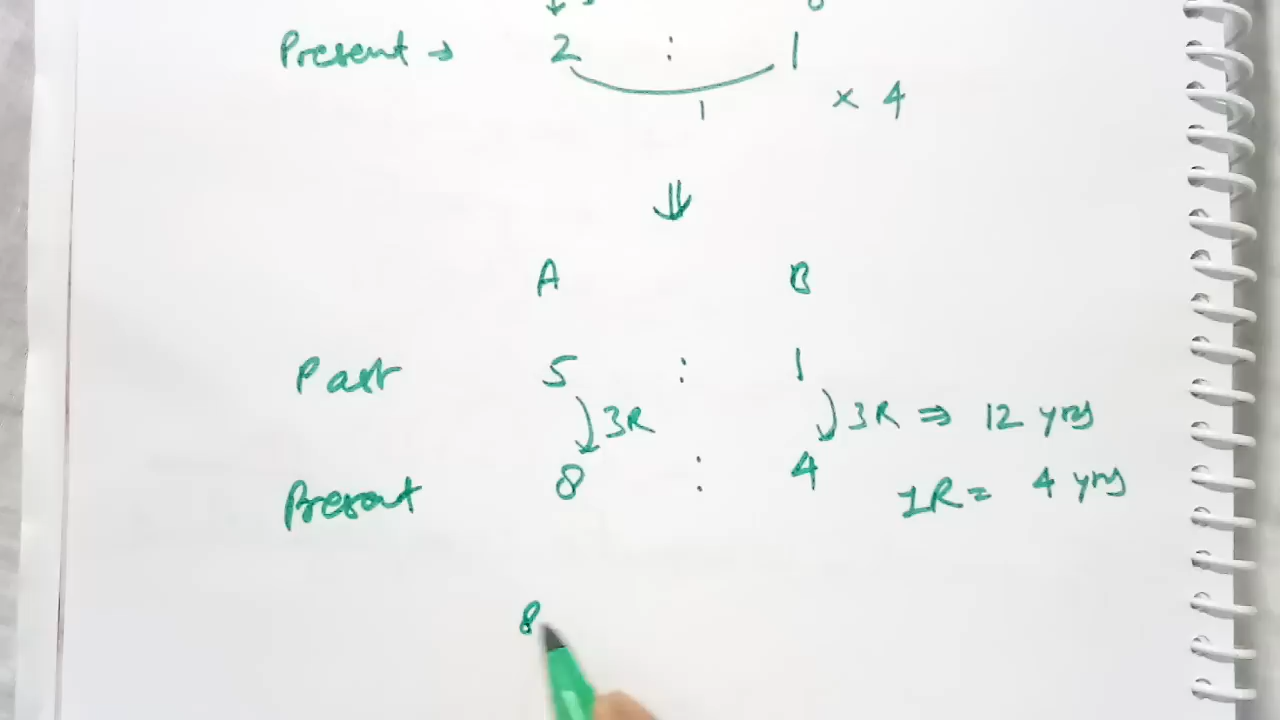 Present → 2 : 1
1 × 4
⇓
A B
Past 5 : 1
3R 3R ⇒ 12 yrs
Present 8 : 4
1R = 4 yrs
8